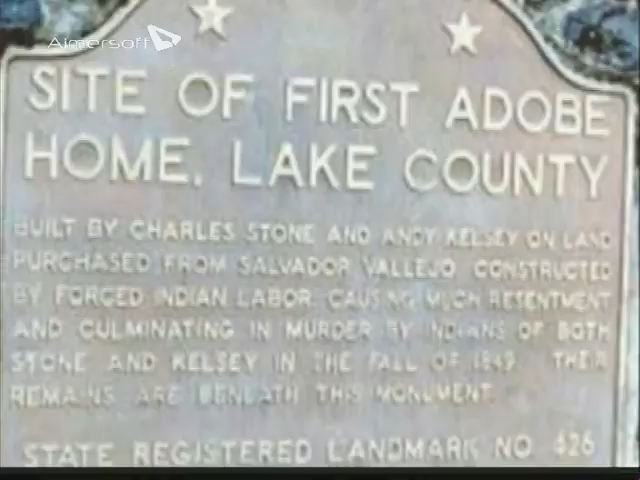 Aimersoft
SITE OF FIRST ADOBE
HOME, LAKE COUNTY
BUILT BY CHARLES STONE AND ANDY KELSEY ON LAND
PURCHASED FROM SALVADOR VALLEJO. CONSTRUCTED
BY FORCED INDIAN LABOR, CAUSING MUCH RESENTMENT
AND CULMINATING IN MURDER BY INDIANS OF BOTH
STONE AND KELSEY IN THE FALL OF 1849. THEIR
REMAINS ARE BENEATH THIS MONUMENT.
STATE REGISTERED LANDMARK NO. 426